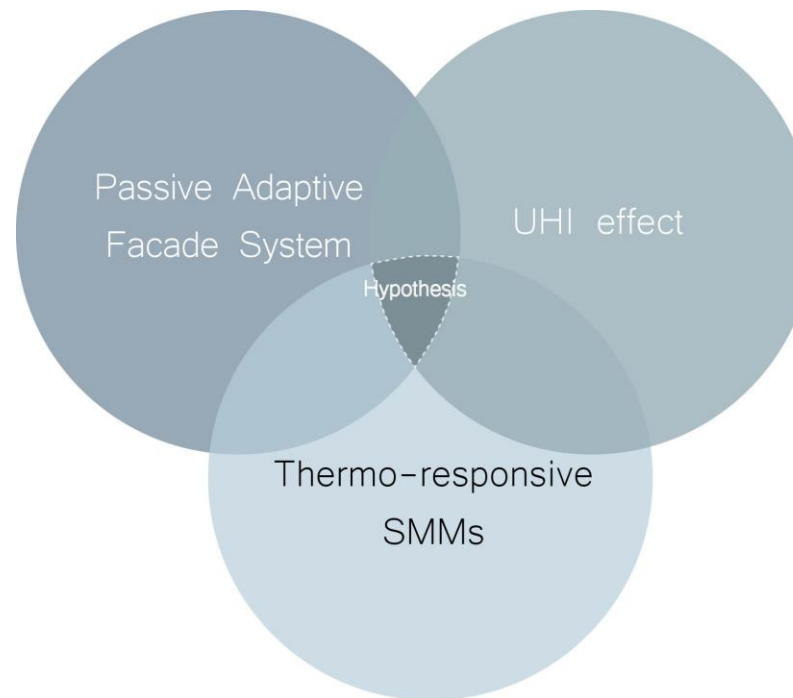 Passive Adaptive
Facade System
UHI effect
Hypothesis
Thermo-responsive
SMMs